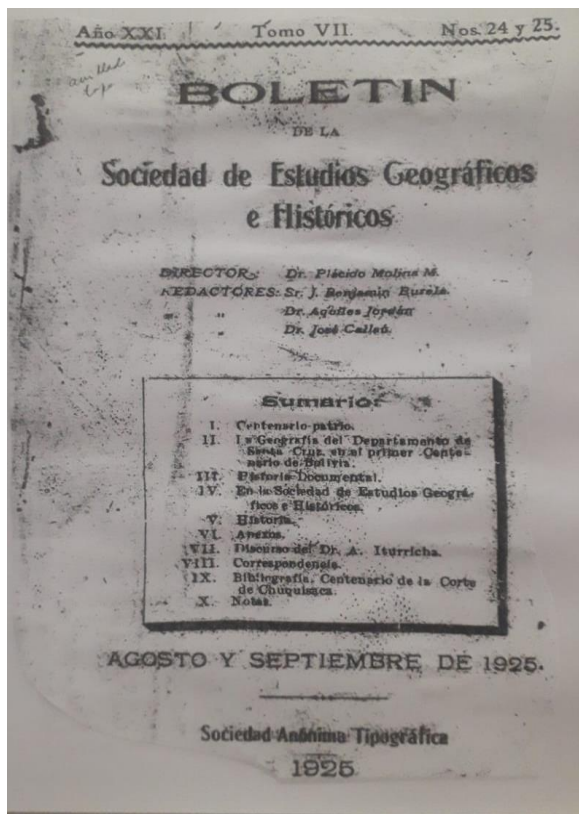 Año XXI. Tomo VII. Nos. 24 y 25.
BOLETIN
DE LA
Sociedad de Estudios Geográficos
e Históricos
DIRECTOR: Dr. Plácido Molina M.
REDACTORES: Sr. J. Benjamin Burela.
" " Dr. Aquiles Jordán
" Dr. José Calleó.
Sumario:
I. Centenario patrio.
II. La Geografía del Departamento de
Santa Cruz en el primer Cente-
nario de Bolivia.
III. Historia Documental.
IV. En la Sociedad de Estudios Geográ-
ficos e Históricos.
V. Historia.
VI. Anexos.
VII. Discurso del Dr. A. Iturricha.
VIII. Correspondencia.
IX. Bibliografía. Centenario de la Corte
de Chuquisaca.
X. Notas.
AGOSTO Y SEPTIEMBRE DE 1925.
Sociedad Anónima Tipográfica
1925